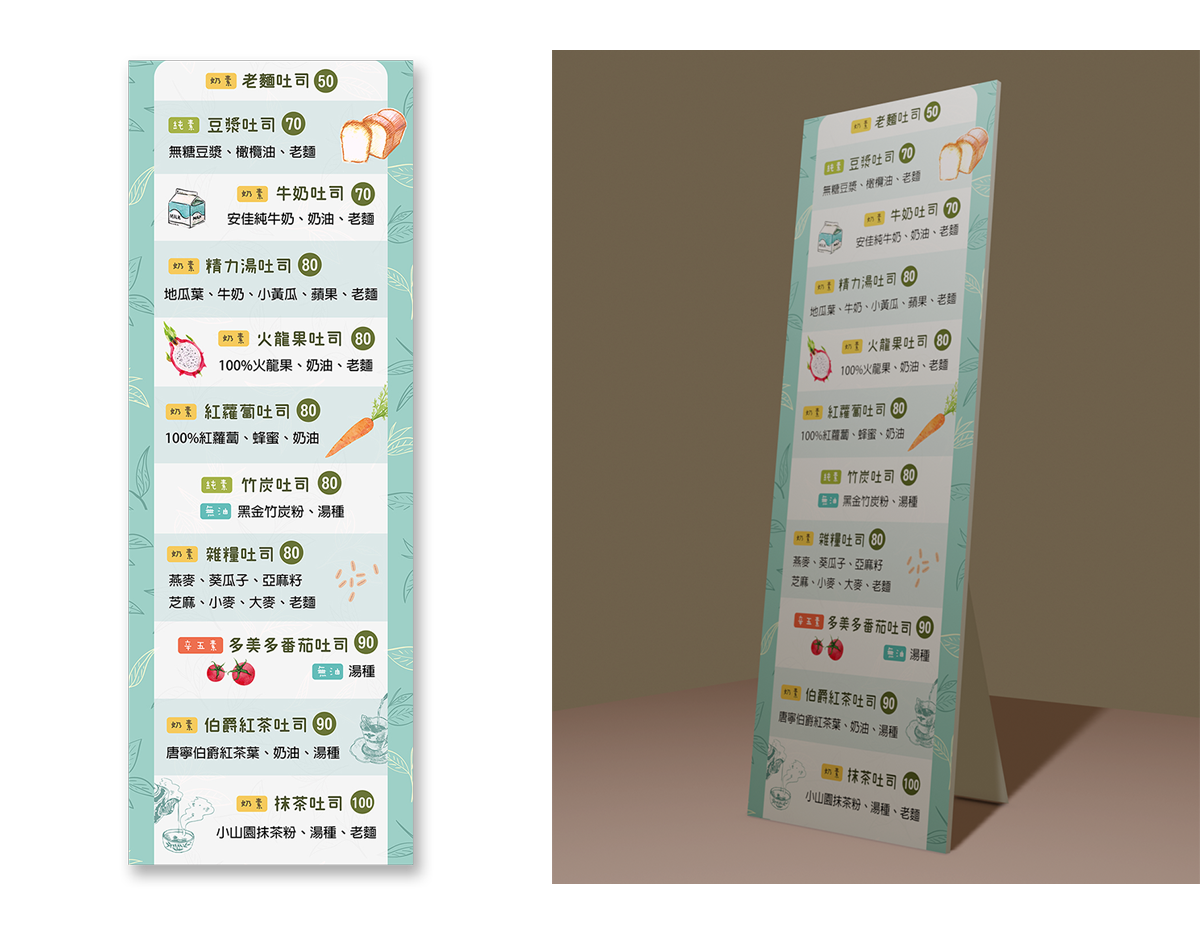 奶素 老麵吐司 50
純素 豆漿吐司 70
無糖豆漿、橄欖油、老麵
奶素 牛奶吐司 70
MILK
安佳純牛奶、奶油、老麵
奶素 精力湯吐司 80
地瓜葉、牛奶、小黃瓜、蘋果、老麵
奶素 火龍果吐司 80
100%火龍果、奶油、老麵
奶素 紅蘿蔔吐司 80
100%紅蘿蔔、蜂蜜、奶油
純素 竹炭吐司 80
無油 黑金竹炭粉、湯種
奶素 雜糧吐司 80
燕麥、葵瓜子、亞麻籽
芝麻、小麥、大麥、老麵
辛五素 多美多番茄吐司 90
無油 湯種
奶素 伯爵紅茶吐司 90
唐寧伯爵紅茶葉、奶油、湯種
奶素 抹茶吐司 100
小山園抹茶粉、湯種、老麵
奶素 老麵吐司 50
純素 豆漿吐司 70
無糖豆漿、橄欖油、老麵
奶素 牛奶吐司 70
安佳純牛奶、奶油、老麵
奶素 精力湯吐司 80
地瓜葉、牛奶、小黃瓜、蘋果、老麵
奶素 火龍果吐司 80
100%火龍果、奶油、老麵
奶素 紅蘿蔔吐司 80
100%紅蘿蔔、蜂蜜、奶油
純素 竹炭吐司 80
無油 黑金竹炭粉、湯種
奶素 雜糧吐司 80
燕麥、葵瓜子、亞麻籽
芝麻、小麥、大麥、老麵
辛五素 多美多番茄吐司 90
無油 湯種
奶素 伯爵紅茶吐司 90
唐寧伯爵紅茶葉、奶油、湯種
奶素 抹茶吐司 100
小山園抹茶粉、湯種、老麵